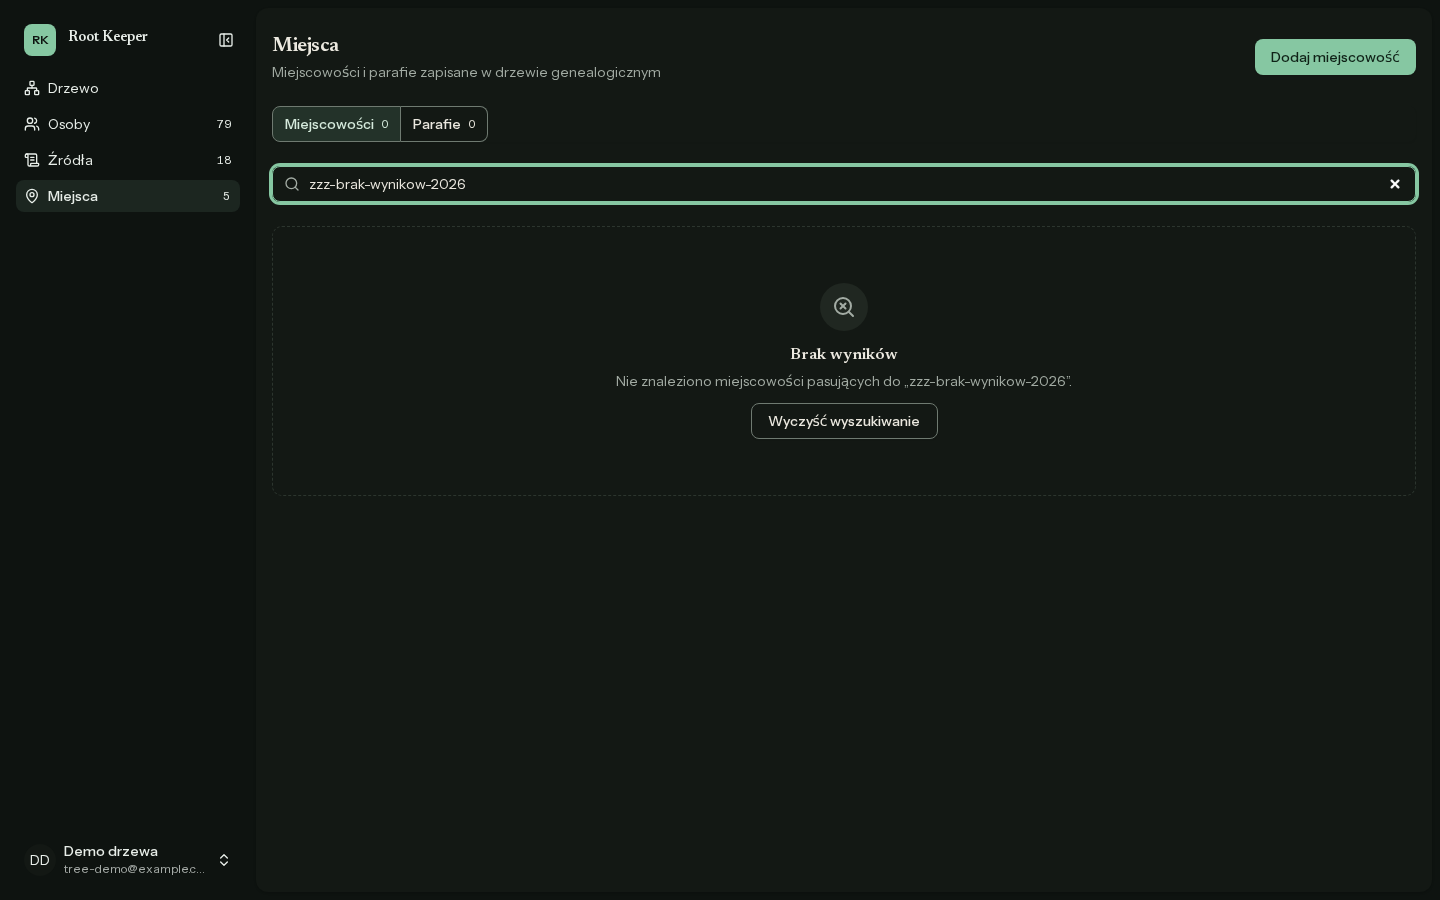 RK Root Keeper
Drzewo
Osoby 79
Źródła 18
Miejsca 5
Miejsca
Miejscowości i parafie zapisane w drzewie genealogicznym
Dodaj miejscowość
Miejscowości 0 Parafie 0
zzz-brak-wynikow-2026
Brak wyników
Nie znaleziono miejscowości pasujących do „zzz-brak-wynikow-2026”.
Wyczyść wyszukiwanie
DD Demo drzewa
tree-demo@example.c...